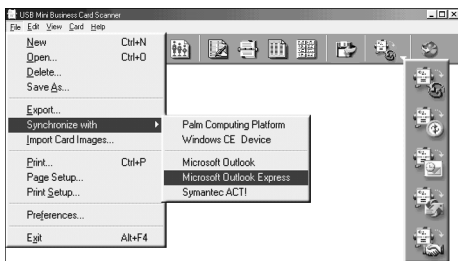 USB Mini Business Card Scanner
File Edit View Card Help
New Ctrl+N
Open... Ctrl+O
Delete...
Save As...
Export...
Synchronize with
Import Card Images...
Print... Ctrl+P
Page Setup...
Print Setup...
Preferences...
Exit Alt+F4
Palm Computing Platform
Windows CE Device
Microsoft Outlook
Microsoft Outlook Express
Symantec ACT!